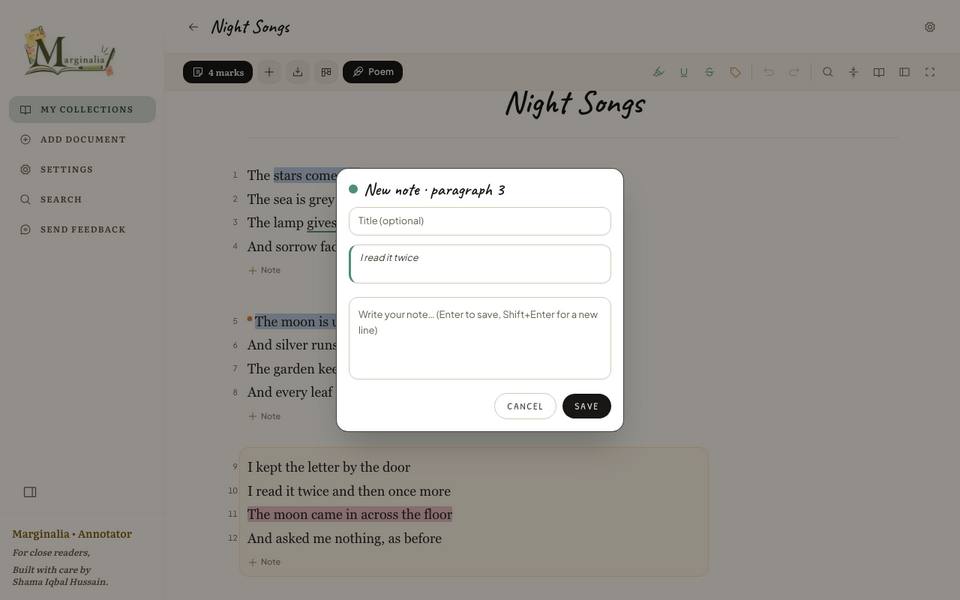 Marginalia
MY COLLECTIONS
ADD DOCUMENT
SETTINGS
SEARCH
SEND FEEDBACK
Marginalia • Annotator
For close readers,
Built with care by
Shama Iqbal Hussain.
Night Songs
4 marks
Poem
Night Songs
1 The stars come
2 The sea is grey
3 The lamp gives
4 And sorrow
Note
5 The moon is
6 And silver runs
7 The garden
8 And every leaf
Note
New note · paragraph 3
Title (optional)
I read it twice
Write your note... (Enter to save, Shift+Enter for a new
line)
CANCEL SAVE
9 I kept the letter by the door
10 I read it twice and then once more
11 The moon came in across the floor
12 And asked me nothing, as before
Note